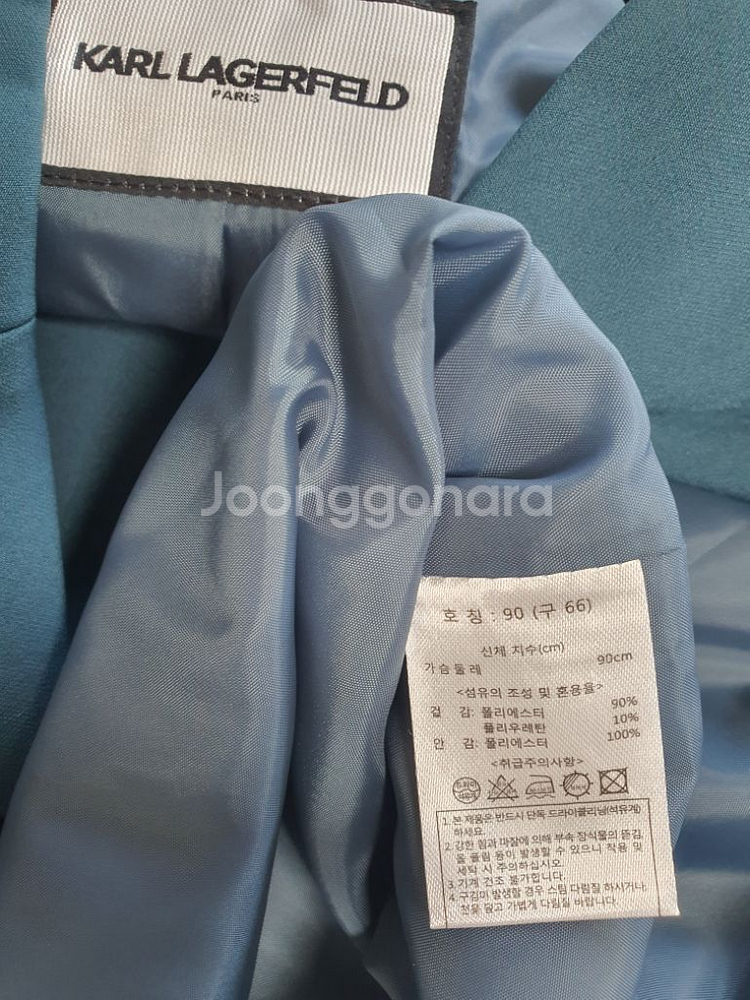 KARL LAGERFELD
PARIS
Joonggonara
호 칭 : 90 (구 66)
신체 치수(cm)
가슴둘레 90cm
<섬유의 조성 및 혼용율>
겉 감: 폴리에스터 90%
폴리우레탄 10%
안 감: 폴리에스터 100%
<취급주의사항>
1. 본 제품은 반드시 단독 드라이클리닝(석유계)
하세요.
2. 강한 힘과 마찰에 의해 부속 장식물의 뜯김,
올 풀림 등이 발생할 수 있으니 착용 및
세탁 시 주의하십시오.
3. 기계 건조 불가합니다.
4. 구김이 발생할 경우 스팀 다림질 하시거나,
천을 덮고 가볍게 다림질 바랍니다.